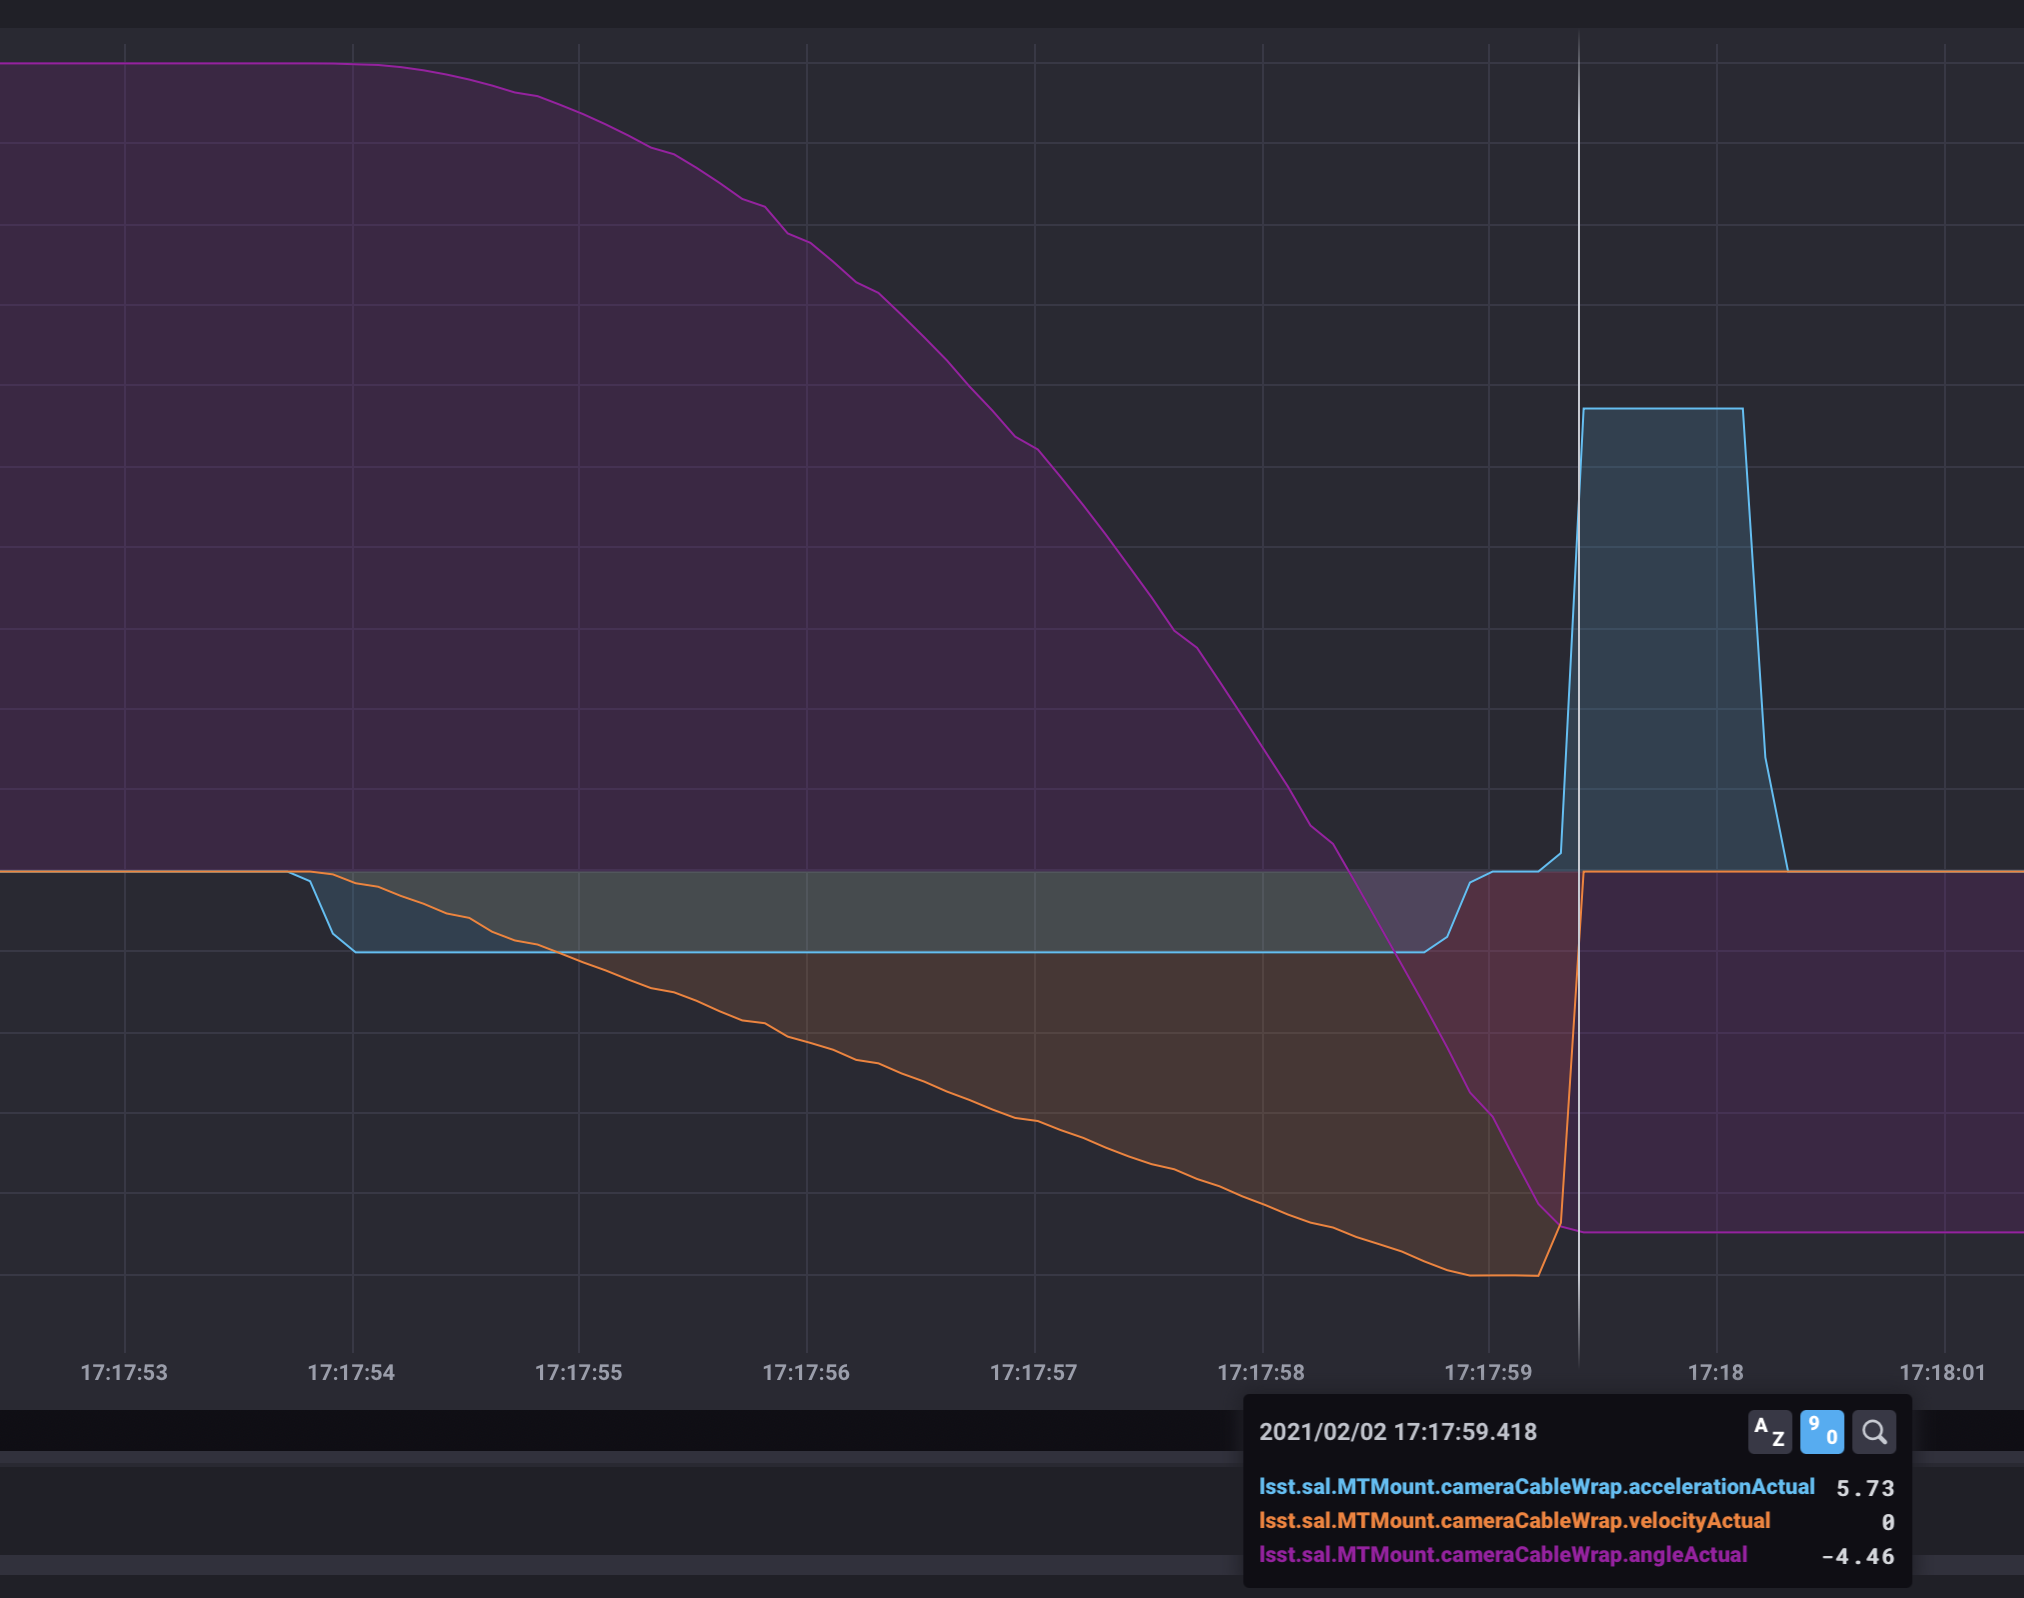 17:17:53 17:17:54 17:17:55 17:17:56 17:17:57 17:17:58 17:17:59 17:18 17:18:01
2021/02/02 17:17:59.418 A Z 9 0
lsst.sal.MTMount.cameraCableWrap.accelerationActual 5.73
lsst.sal.MTMount.cameraCableWrap.velocityActual 0
lsst.sal.MTMount.cameraCableWrap.angleActual -4.46